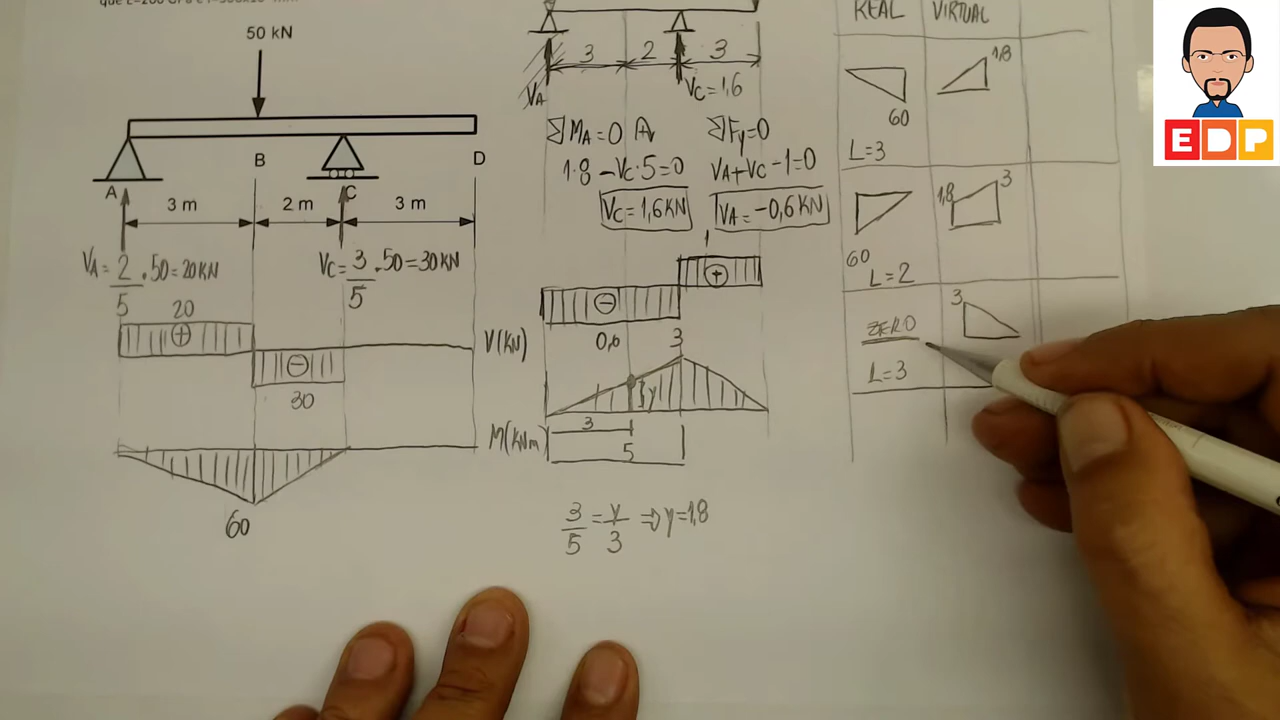 50 kN
A
B
C
D
3 m
2 m
3 m
VA = 2/5 . 50 = 20 KN
VC = 3/5 . 50 = 30 KN
20
+
−
30
V(KN)
60
M(KNm)
3
2
3
VA
VC = 1,6
ΣMA = 0
1.8 − VC.5 = 0
VC = 1,6 KN
ΣFy = 0
VA + VC − 1 = 0
VA = −0,6 KN
1
+
−
0,6
3
y
3
5
3/5 = y/3 ⇒ y = 1,8
REAL
VIRTUAL
60
L=3
1,8
60
L=2
1,8
3
ZERO
L=3
3
EDP